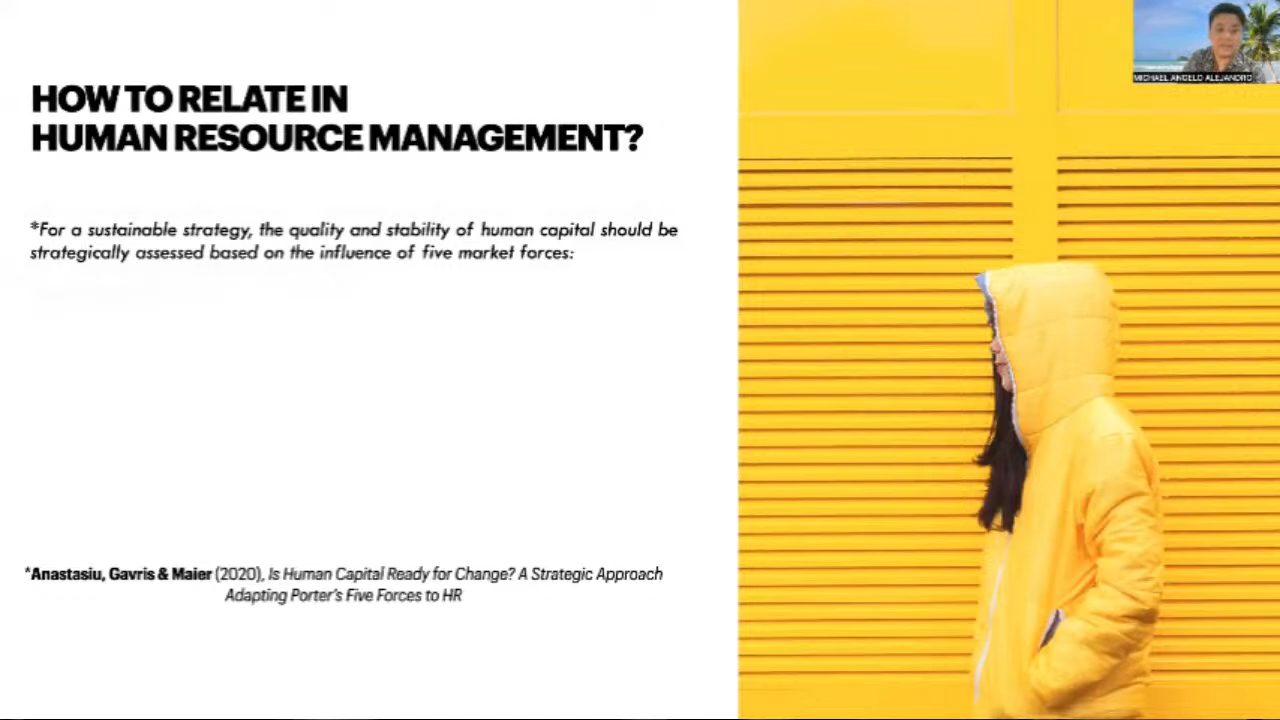 HOW TO RELATE IN
HUMAN RESOURCE MANAGEMENT?
*For a sustainable strategy, the quality and stability of human capital should be
strategically assessed based on the influence of five market forces:
*Anastasiu, Gavris & Maier (2020), Is Human Capital Ready for Change? A Strategic Approach
Adapting Porter's Five Forces to HR
MICHAEL ANGELO ALEJANDRO